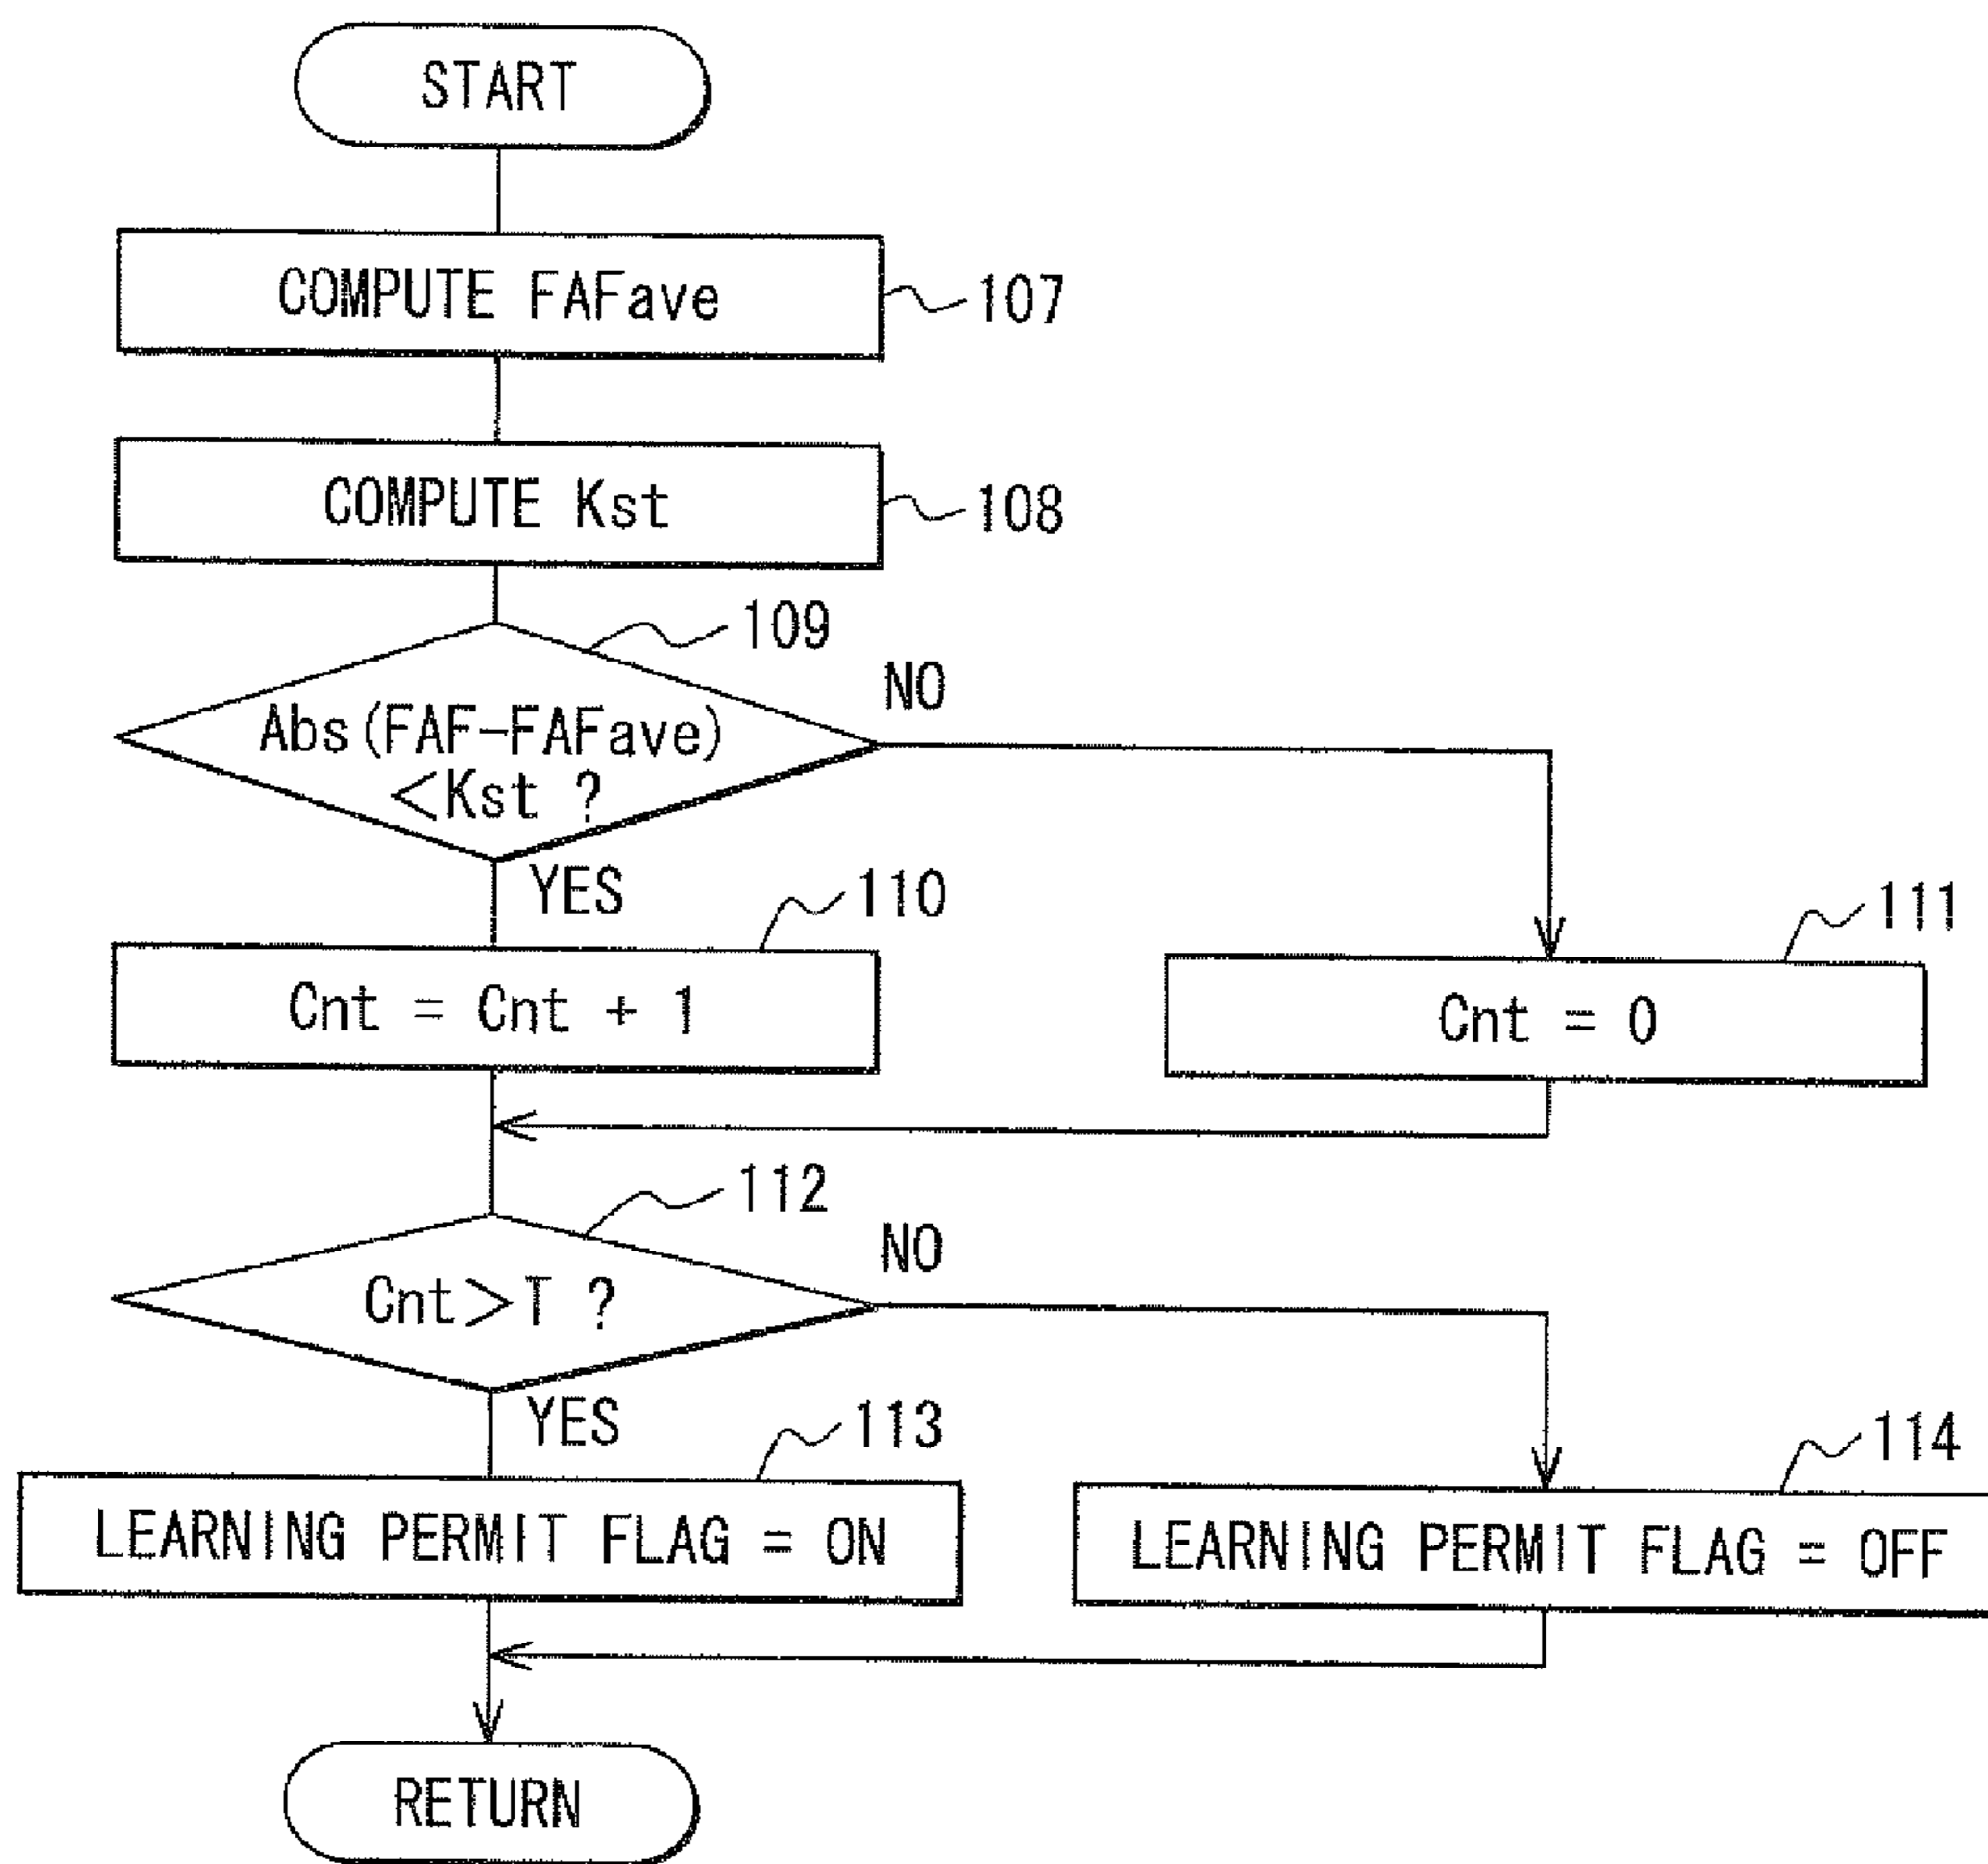 START
COMPUTE FAFave
107
COMPUTE Kst
108
109
Abs(FAF-FAFave)
<Kst ?
NO
YES
110
Cnt = Cnt + 1
111
Cnt = 0
112
Cnt>T ?
NO
YES
113
LEARNING PERMIT FLAG = ON
114
LEARNING PERMIT FLAG = OFF
RETURN